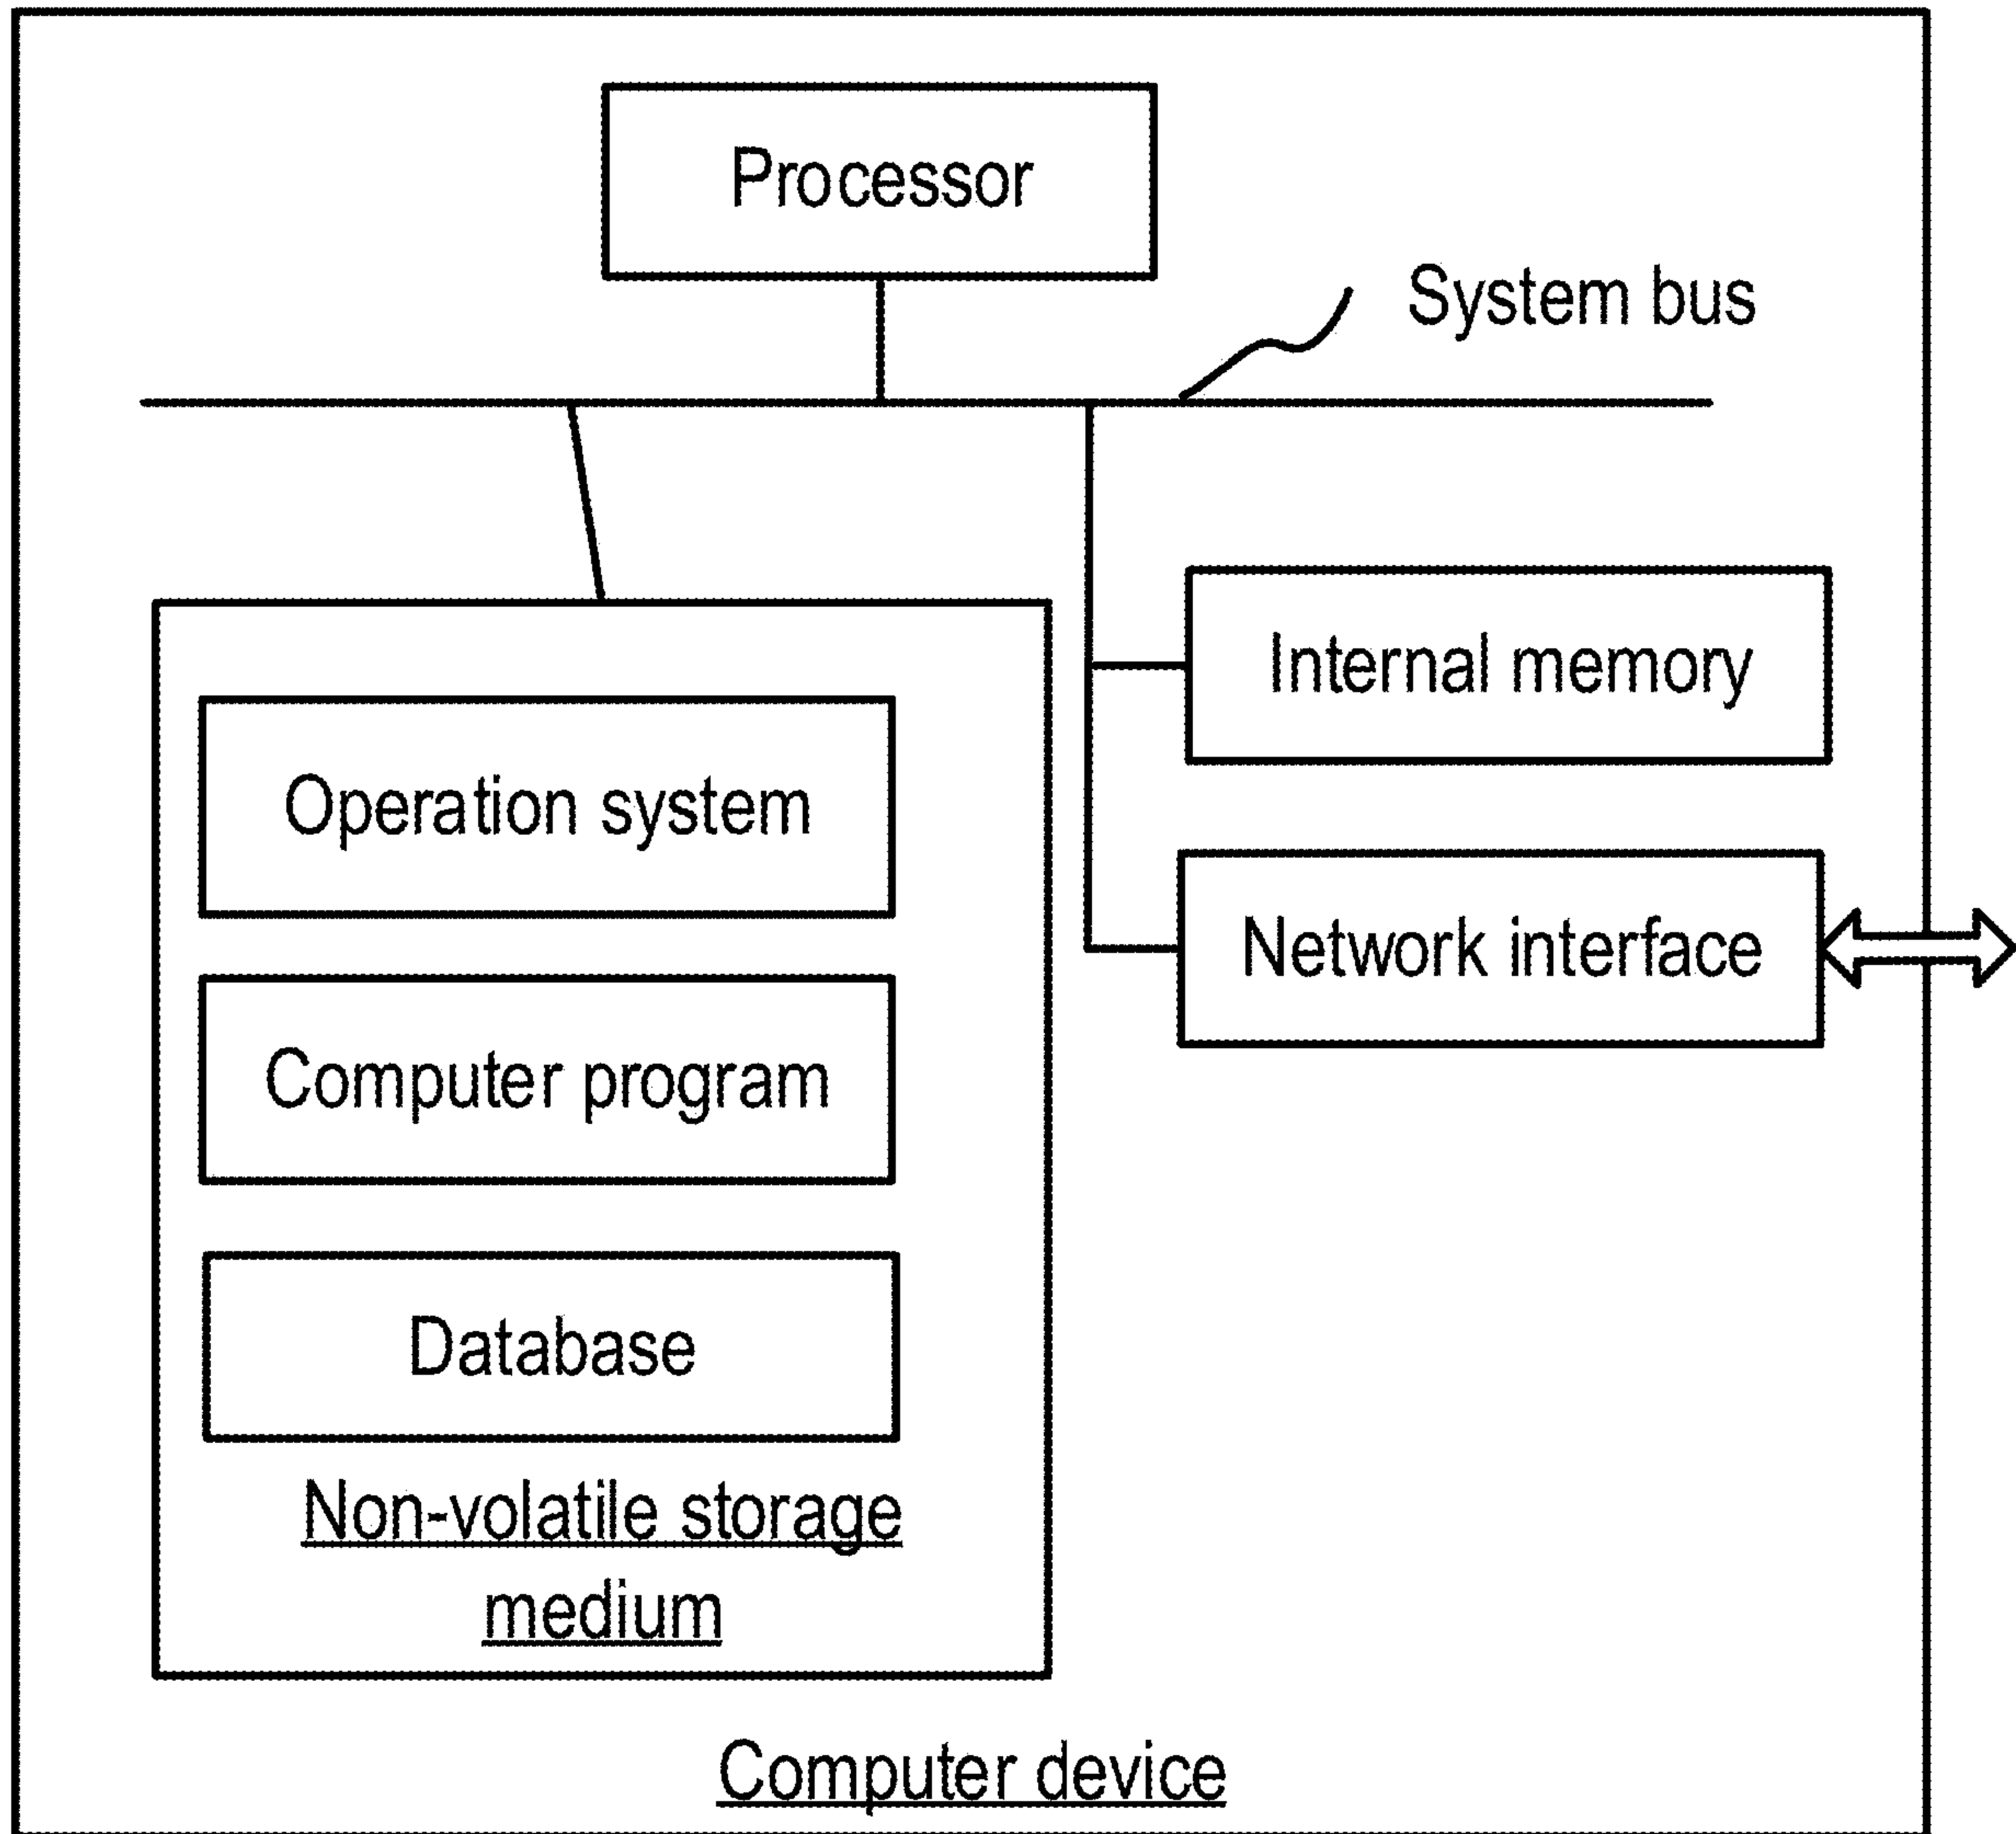 Processor
System bus
Internal memory
Operation system
Network interface
Computer program
Database
Non-volatile storage
medium
Computer device